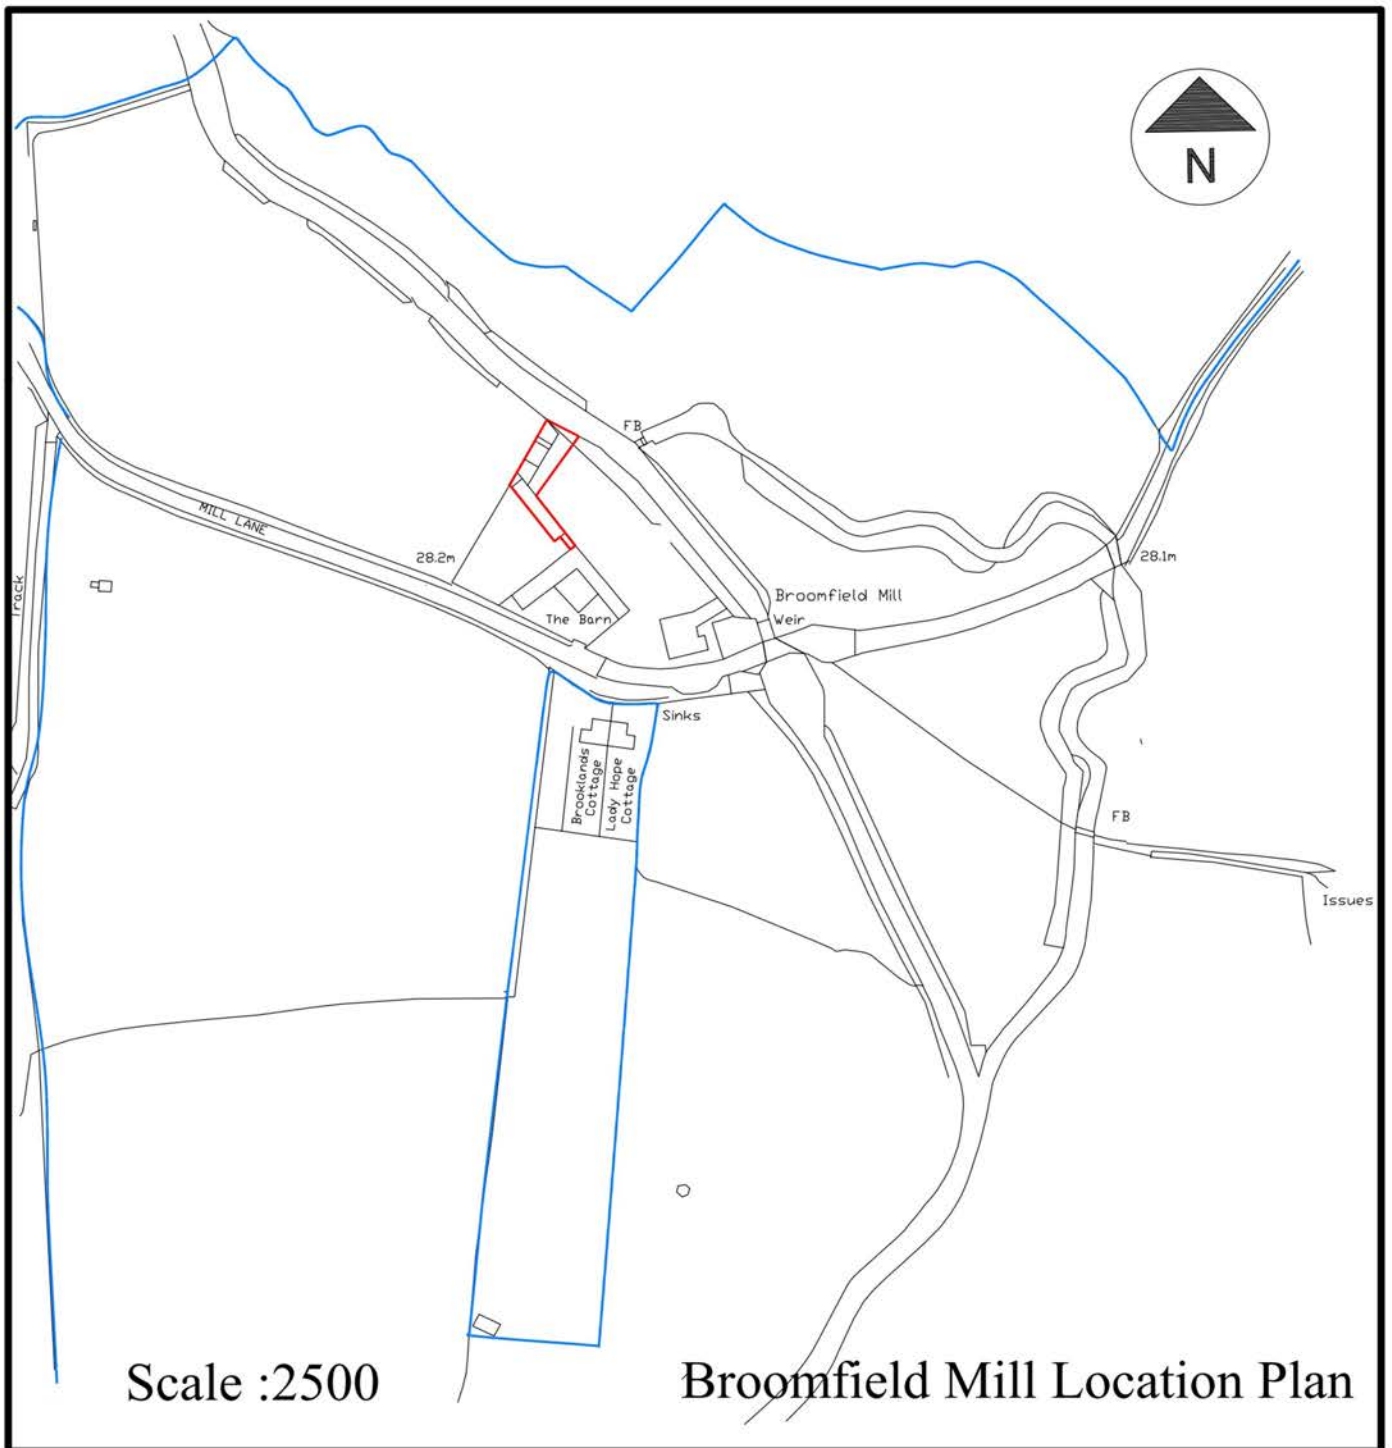 N
FB
MILL LANE
28.2m
28.1m
Track
Broomfield Mill
The Barn
Weir
Sinks
Brooklands
Cottage
Lady Hope
Cottage
FB
Issues
Scale :2500
Broomfield Mill Location Plan